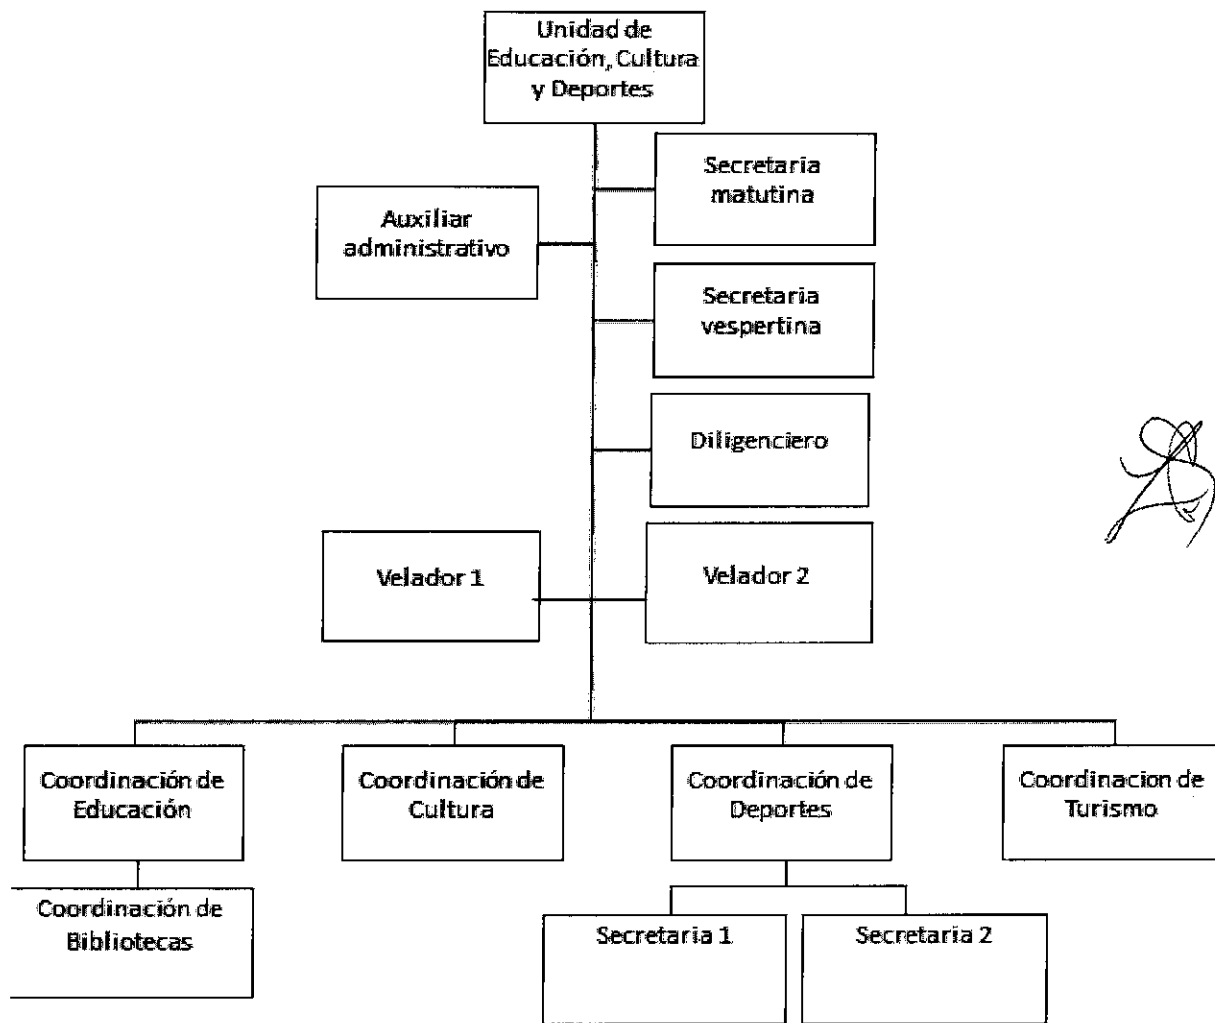 Unidad de
Educación, Cultura
y Deportes
Secretaria
matutina
Auxiliar
administrativo
Secretaria
vespertina
Diligenciero
Velador 1
Velador 2
Coordinación de
Educación
Coordinación de
Cultura
Coordinación de
Deportes
Coordinacion de
Turismo
Coordinación de
Bibliotecas
Secretaria 1
Secretaria 2